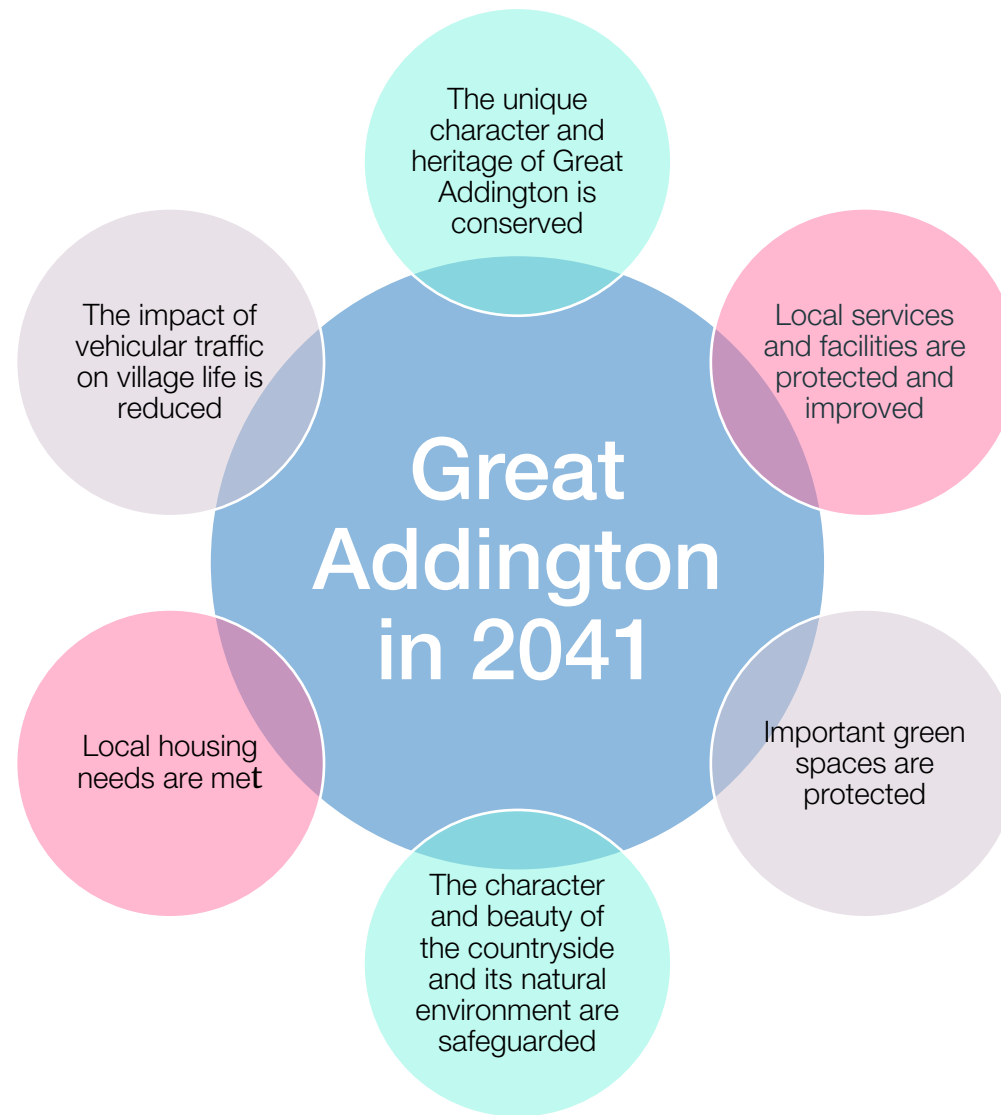 The unique
character and
heritage of Great
Addington is
conserved
Local services
and facilities are
protected and
improved
Important green
spaces are
protected
The character
and beauty of
the countryside
and its natural
environment are
safeguarded
Local housing
needs are met
The impact of
vehicular traffic
on village life is
reduced
Great
Addington
in 2041